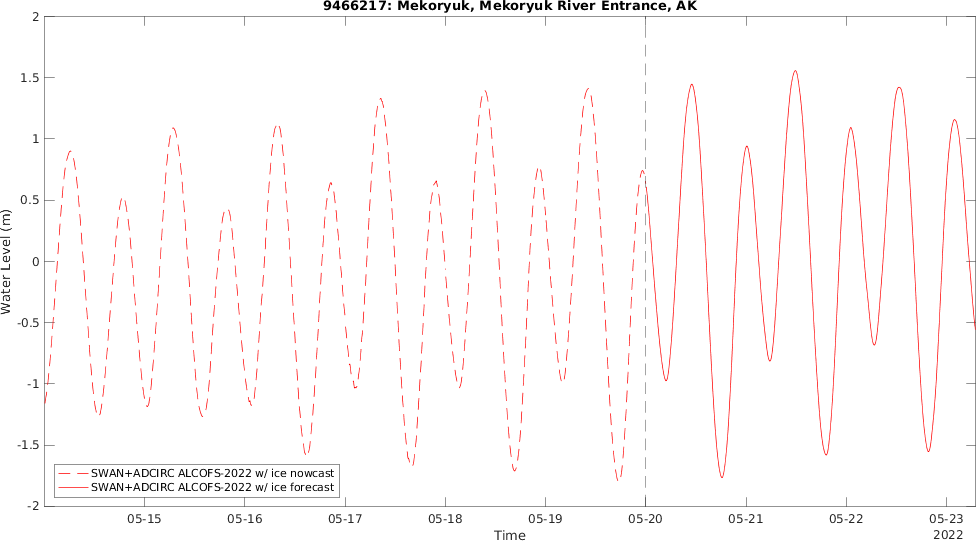 9466217: Mekoryuk, Mekoryuk River Entrance, AK
2
1.5
1
0.5
0
-0.5
-1
-1.5
-2
Water Level (m)
SWAN+ADCIRC ALCOFS-2022 w/ ice nowcast
SWAN+ADCIRC ALCOFS-2022 w/ ice forecast
05-15 05-16 05-17 05-18 05-19 05-20 05-21 05-22 05-23
Time
2022